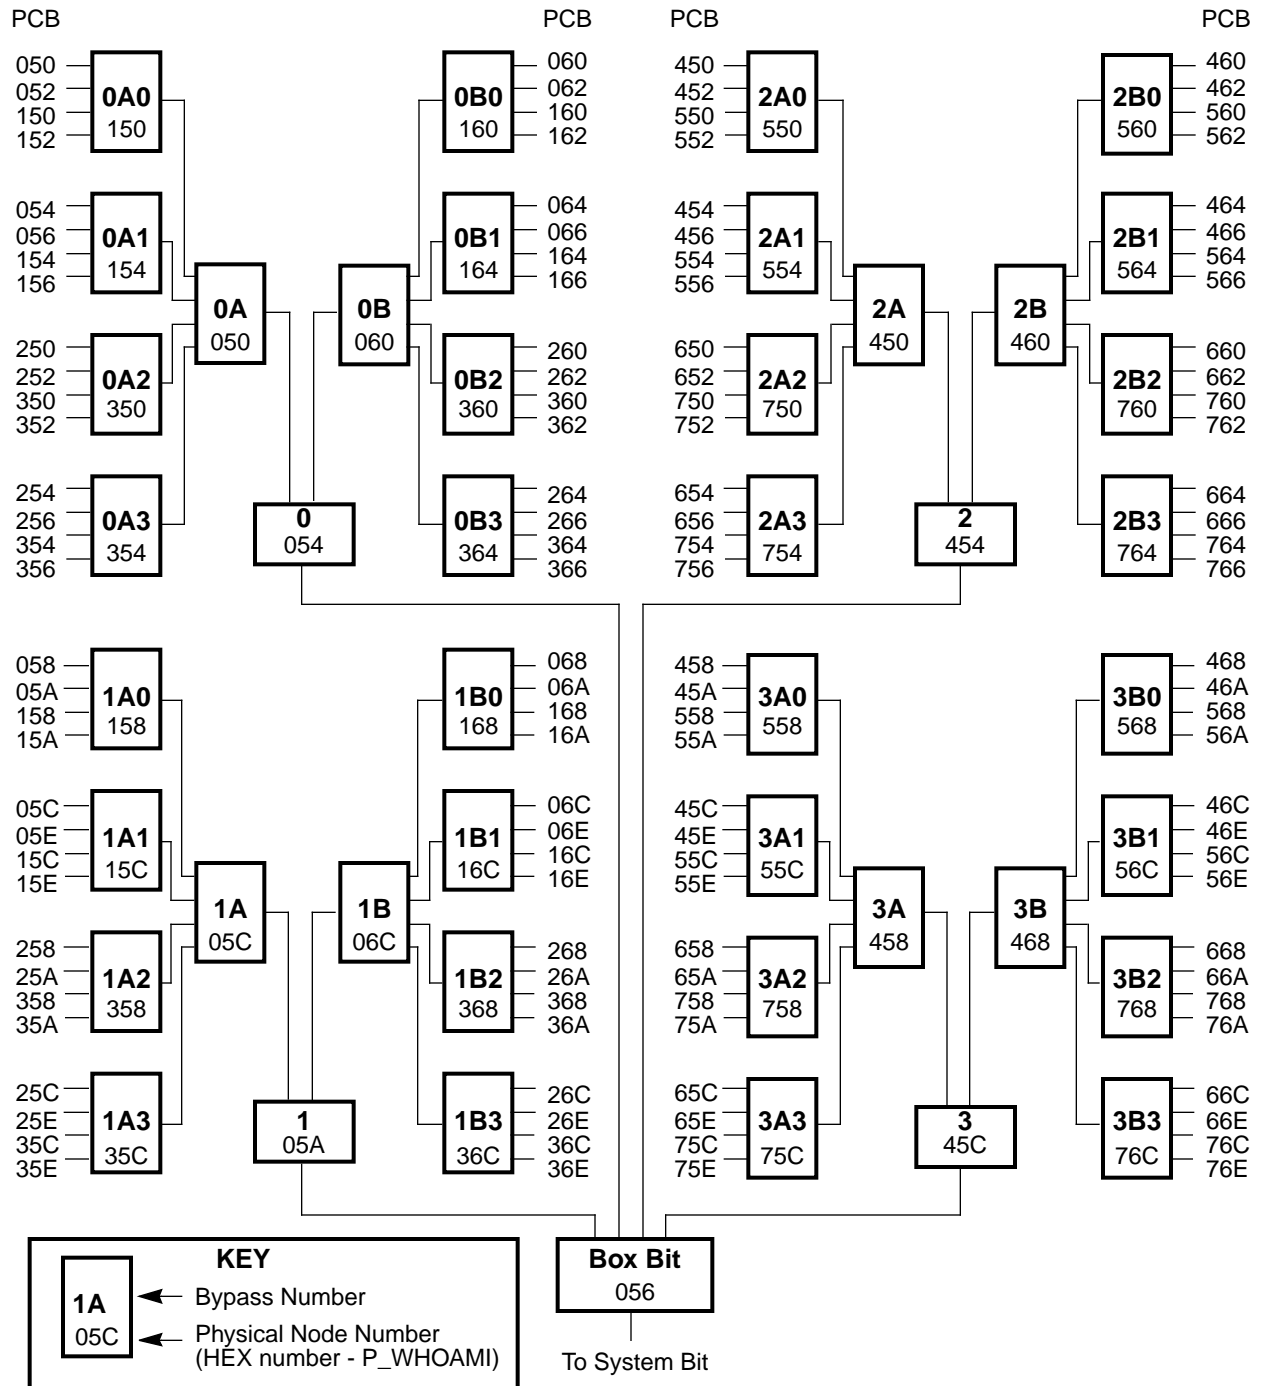 PCB PCB PCB PCB
050
052
150
152
0A0
150
0B0
160
060
062
160
162
450
452
550
552
2A0
550
2B0
560
460
462
560
562
054
056
154
156
0A1
154
0B1
164
064
066
164
166
454
456
554
556
2A1
554
2B1
564
464
466
564
566
0A
050
0B
060
2A
450
2B
460
250
252
350
352
0A2
350
0B2
360
260
262
360
362
650
652
750
752
2A2
750
2B2
760
660
662
760
762
254
256
354
356
0A3
354
0
054
0B3
364
264
266
364
366
654
656
754
756
2A3
754
2
454
2B3
764
664
666
764
766
058
05A
158
15A
1A0
158
1B0
168
068
06A
168
16A
458
45A
558
55A
3A0
558
3B0
568
468
46A
568
56A
05C
05E
15C
15E
1A1
15C
1B1
16C
06C
06E
16C
16E
45C
45E
55C
55E
3A1
55C
3B1
56C
46C
46E
56C
56E
1A
05C
1B
06C
3A
458
3B
468
258
25A
358
35A
1A2
358
1B2
368
268
26A
368
36A
658
65A
758
75A
3A2
758
3B2
768
668
66A
768
76A
25C
25E
35C
35E
1A3
35C
1
05A
1B3
36C
26C
26E
36C
36E
65C
65E
75C
75E
3A3
75C
3
45C
3B3
76C
66C
66E
76C
76E
KEY
1A
05C
Bypass Number
Physical Node Number
(HEX number - P_WHOAMI)
Box Bit
056
To System Bit